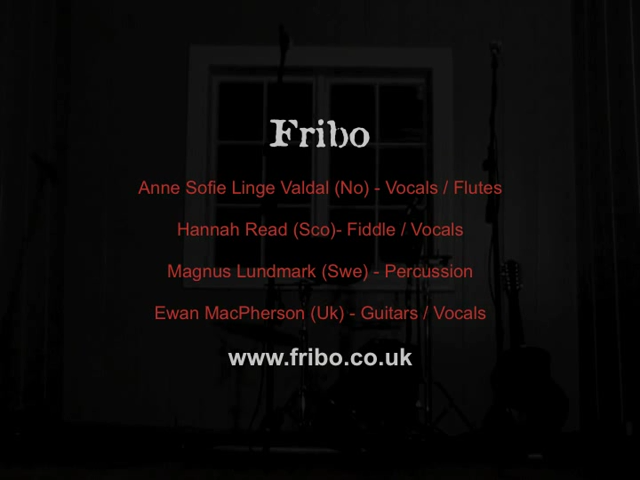 Fribo
Anne Sofie Linge Valdal (No) - Vocals / Flutes
Hannah Read (Sco)- Fiddle / Vocals
Magnus Lundmark (Swe) - Percussion
Ewan MacPherson (Uk) - Guitars / Vocals
www.fribo.co.uk